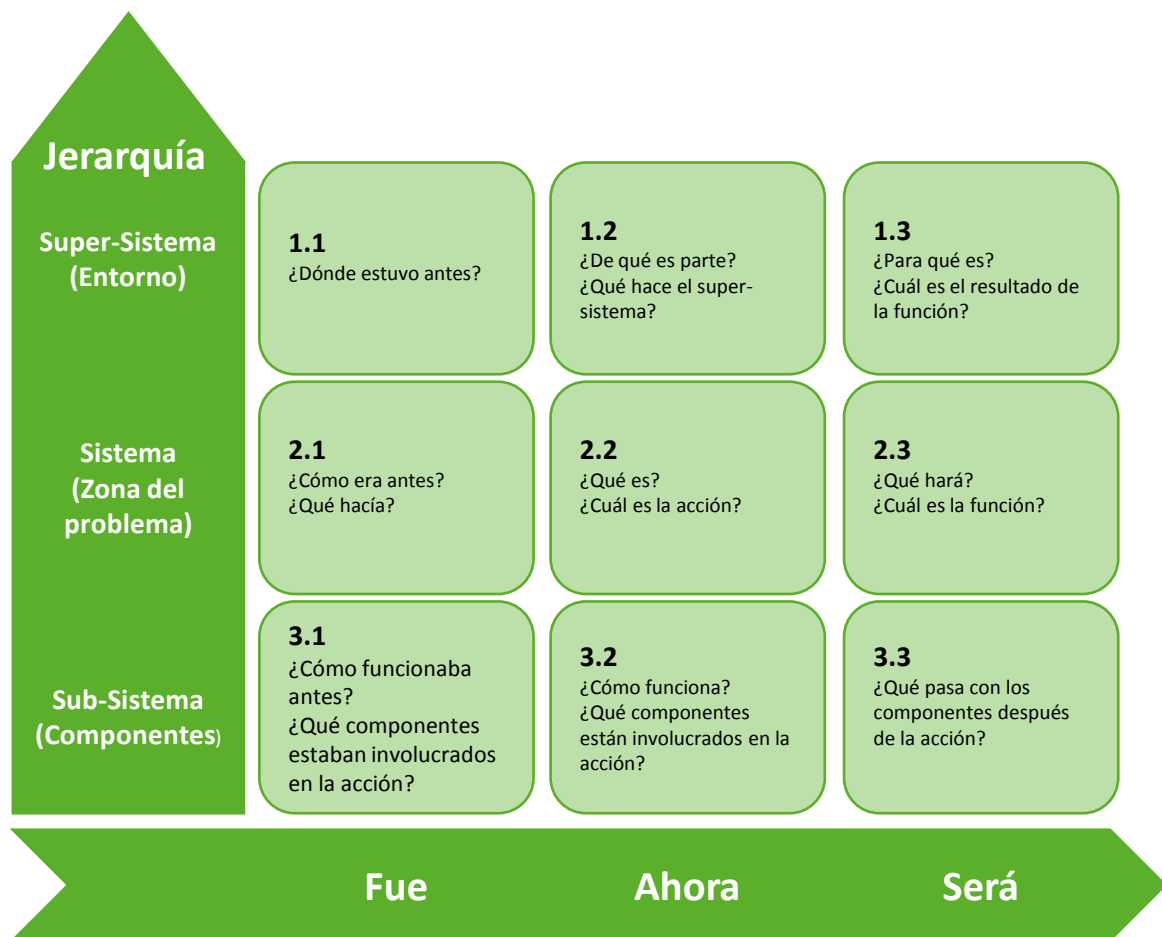 Jerarquía
Super-Sistema
(Entorno)
1.1
¿Dónde estuvo antes?
1.2
¿De qué es parte?
¿Qué hace el super-
sistema?
1.3
¿Para qué es?
¿Cuál es el resultado de
la función?
Sistema
(Zona del
problema)
2.1
¿Cómo era antes?
¿Qué hacía?
2.2
¿Qué es?
¿Cuál es la acción?
2.3
¿Qué hará?
¿Cuál es la función?
Sub-Sistema
(Componentes)
3.1
¿Cómo funcionaba
antes?
¿Qué componentes
estaban involucrados
en la acción?
3.2
¿Cómo funciona?
¿Qué componentes
están involucrados en la
acción?
3.3
¿Qué pasa con los
componentes después
de la acción?
Fue
Ahora
Será